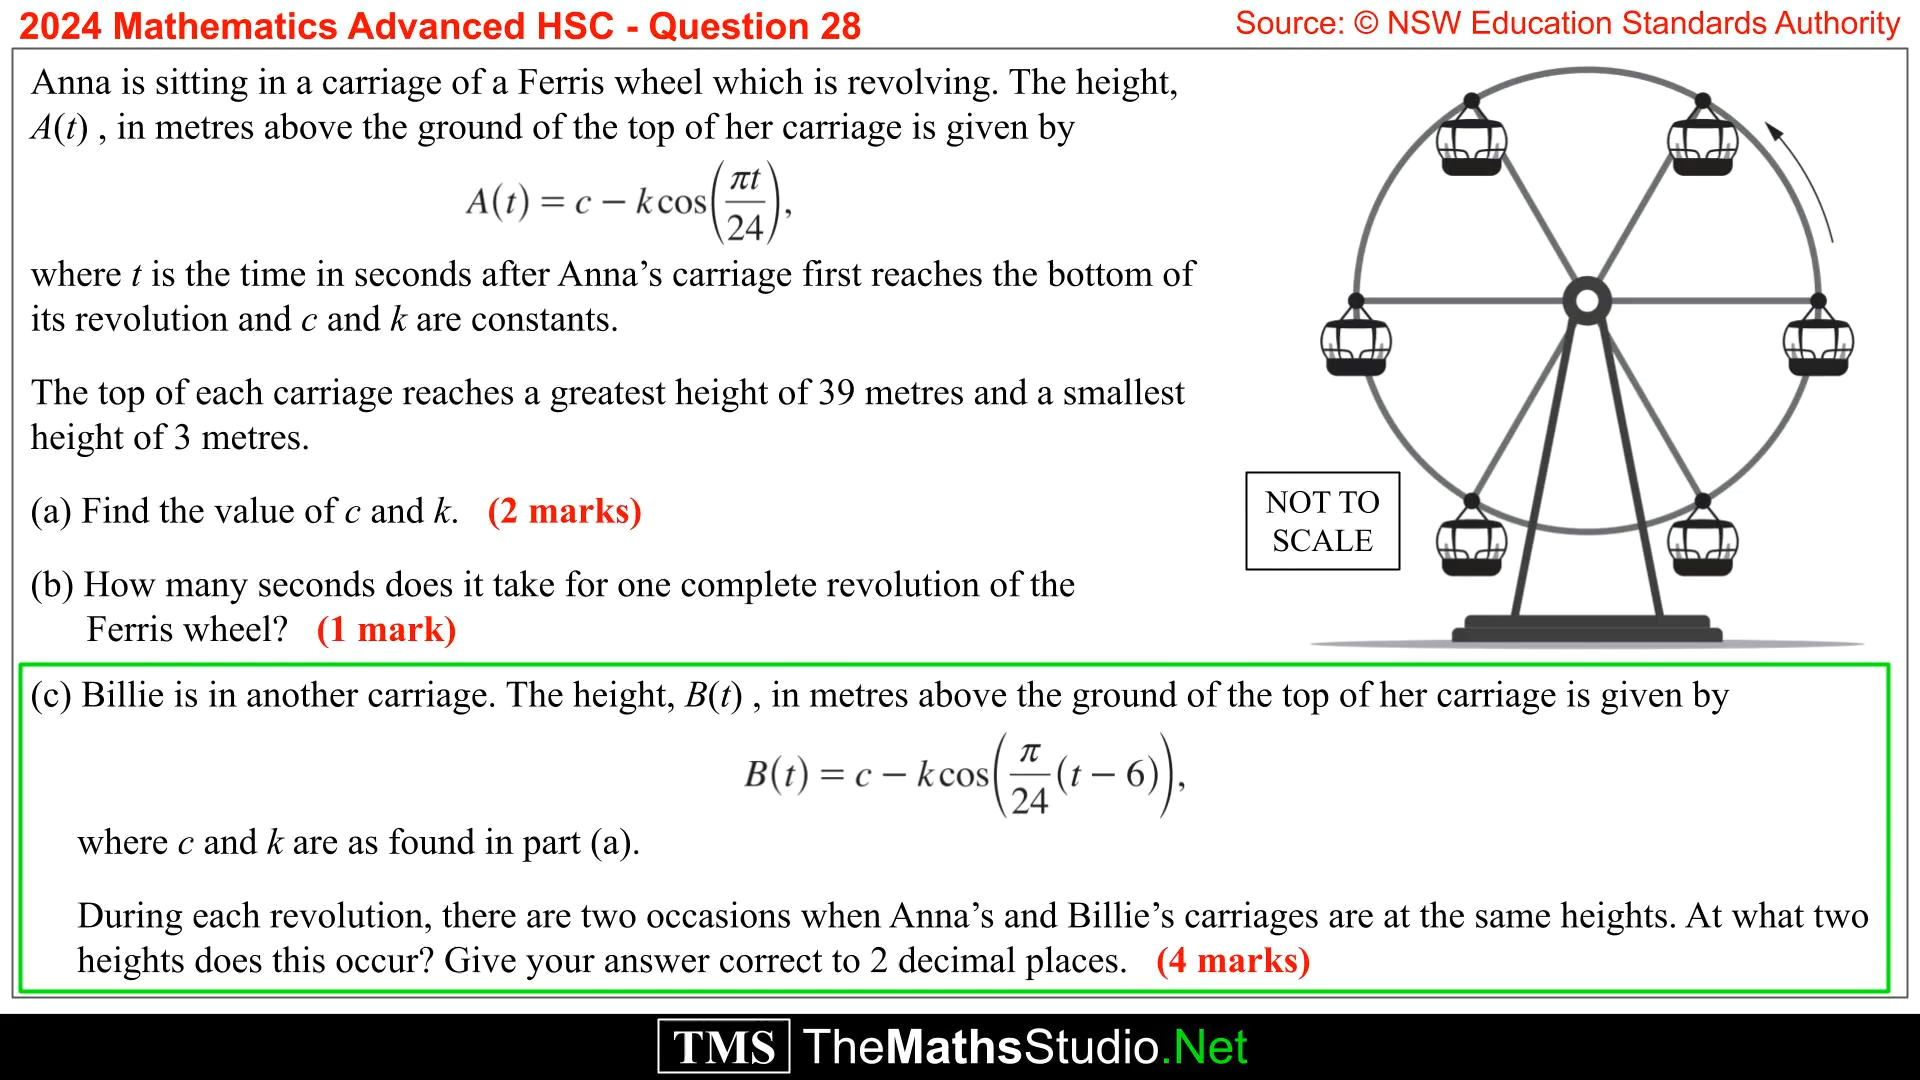 2024 Mathematics Advanced HSC - Question 28
Source: © NSW Education Standards Authority
Anna is sitting in a carriage of a Ferris wheel which is revolving. The height,
A(t) , in metres above the ground of the top of her carriage is given by
A(t) = c − k cos(πt/24),
where t is the time in seconds after Anna’s carriage first reaches the bottom of
its revolution and c and k are constants.
The top of each carriage reaches a greatest height of 39 metres and a smallest
height of 3 metres.
(a) Find the value of c and k. (2 marks)
(b) How many seconds does it take for one complete revolution of the
Ferris wheel? (1 mark)
NOT TO
SCALE
(c) Billie is in another carriage. The height, B(t) , in metres above the ground of the top of her carriage is given by
B(t) = c − k cos(π/24 (t − 6)),
where c and k are as found in part (a).
During each revolution, there are two occasions when Anna’s and Billie’s carriages are at the same heights. At what two
heights does this occur? Give your answer correct to 2 decimal places. (4 marks)
TMS TheMathsStudio.Net